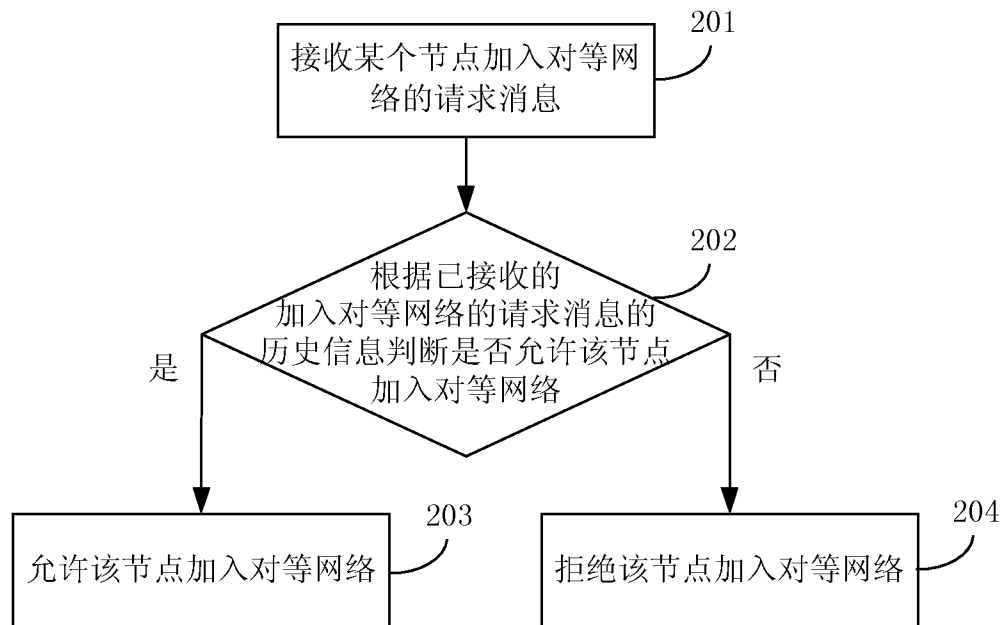 201
接收某个节点加入对等网
络的请求消息
202
根据已接收的
加入对等网络的请求消息的
历史信息判断是否允许该节点
加入对等网络
是
否
203
允许该节点加入对等网络
204
拒绝该节点加入对等网络